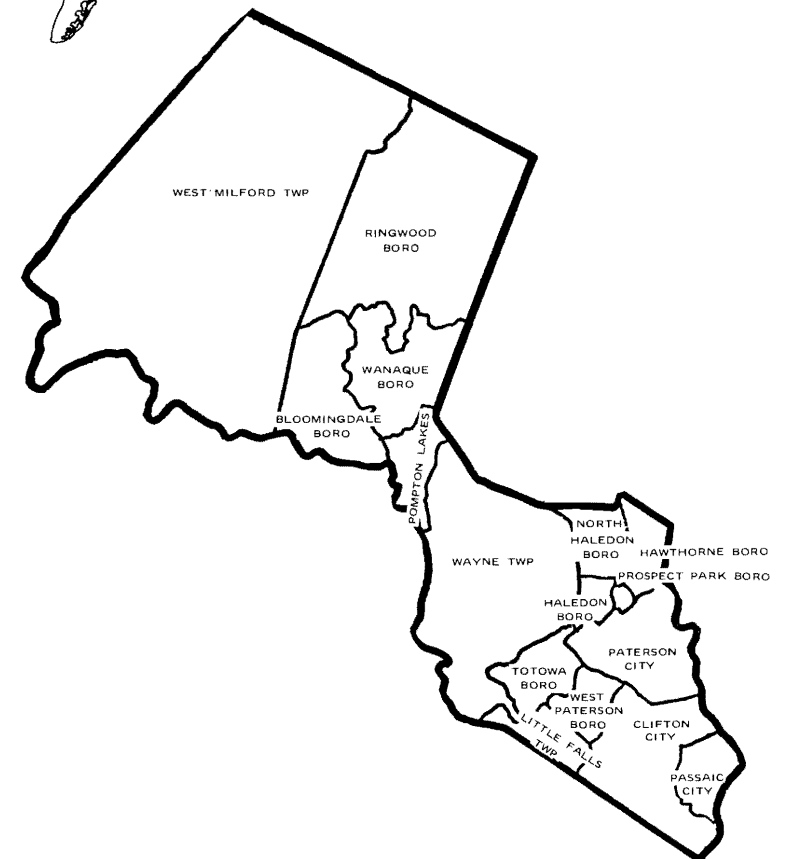 WEST MILFORD TWP
RINGWOOD
BORO
WANAQUE
BORO
BLOOMINGDALE
BORO
POMPTON LAKES
NORTH
HALEDON
BORO
HAWTHORNE BORO
WAYNE TWP
PROSPECT PARK BORO
HALEDON
BORO
PATERSON
CITY
TOTOWA
BORO
WEST
PATERSON
BORO
LITTLE FALLS
TWP
CLIFTON
CITY
PASSAIC
CITY